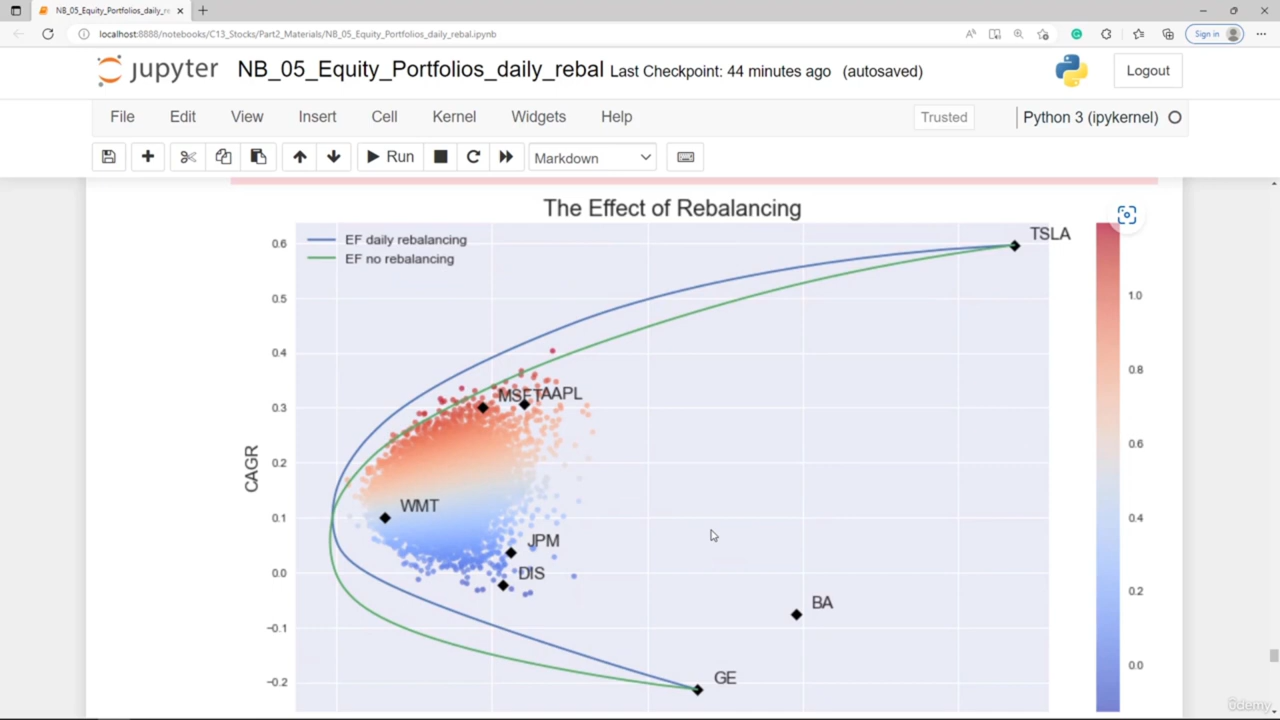 NB_05_Equity_Portfolios_daily_re
localhost:8888/notebooks/C13_Stocks/Part2_Materials/NB_05_Equity_Portfolios_daily_rebal.ipynb
Sign in
jupyter NB_05_Equity_Portfolios_daily_rebal Last Checkpoint: 44 minutes ago (autosaved)
Logout
File Edit View Insert Cell Kernel Widgets Help
Trusted
Python 3 (ipykernel)
Run
Markdown
The Effect of Rebalancing
EF daily rebalancing
EF no rebalancing
TSLA
0.6
0.5
0.4
0.3
0.2
0.1
0.0
−0.1
−0.2
CAGR
MSFT
AAPL
WMT
JPM
DIS
BA
GE
1.0
0.8
0.6
0.4
0.2
0.0
ûdemy